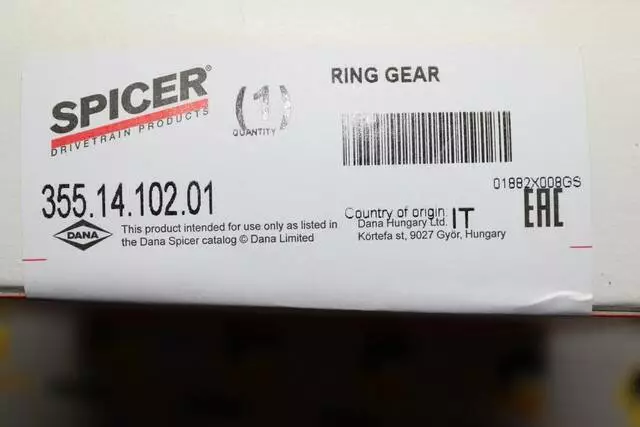 SPICER®
DRIVETRAIN PRODUCTS
(1)
QUANTITY
RING GEAR
01882X008GS
355.14.102.01
DANA
This product intended for use only as listed in
the Dana Spicer catalog © Dana Limited
Country of origin IT
Dana Hungary Ltd.
Körtefa st, 9027 Györ, Hungary
EAC